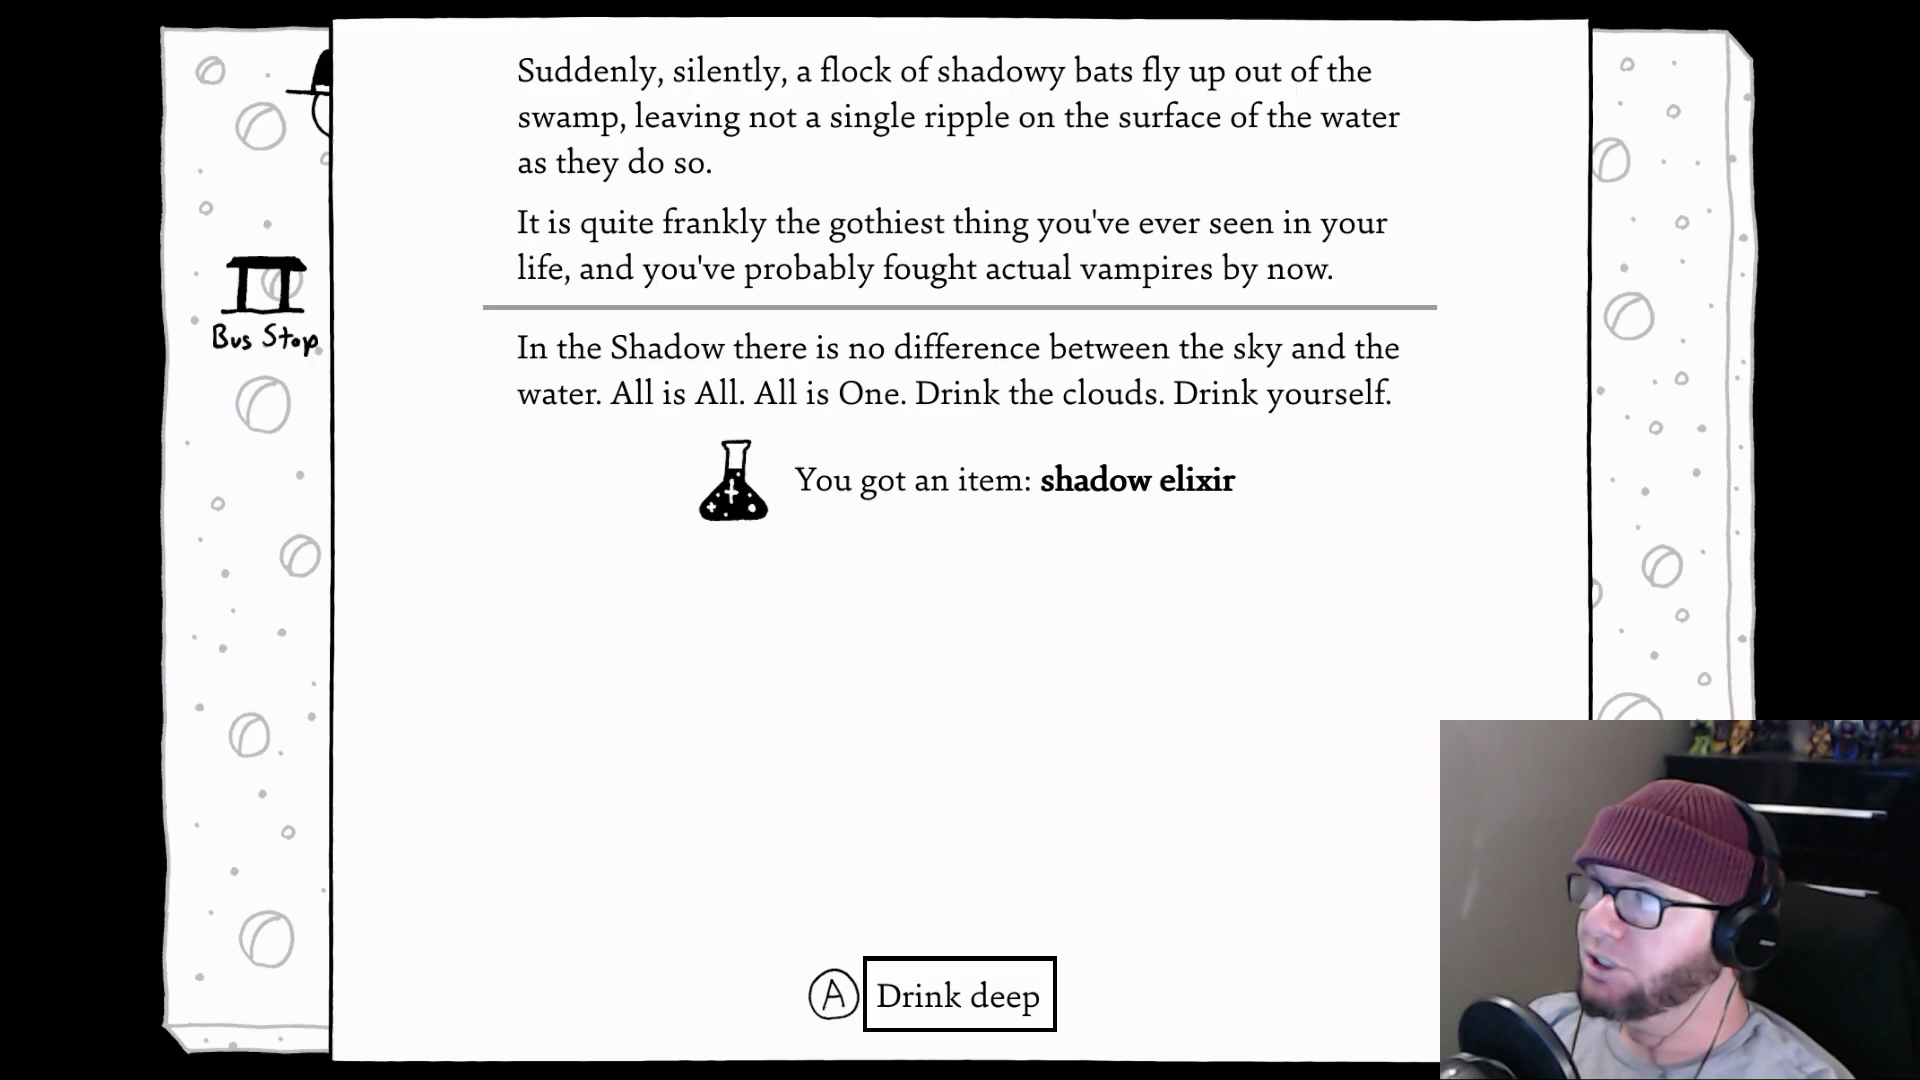 Suddenly, silently, a flock of shadowy bats fly up out of the
swamp, leaving not a single ripple on the surface of the water
as they do so.
It is quite frankly the gothiest thing you've ever seen in your
life, and you've probably fought actual vampires by now.
In the Shadow there is no difference between the sky and the
water. All is All. All is One. Drink the clouds. Drink yourself.
You got an item: shadow elixir
Bus Stop
A Drink deep